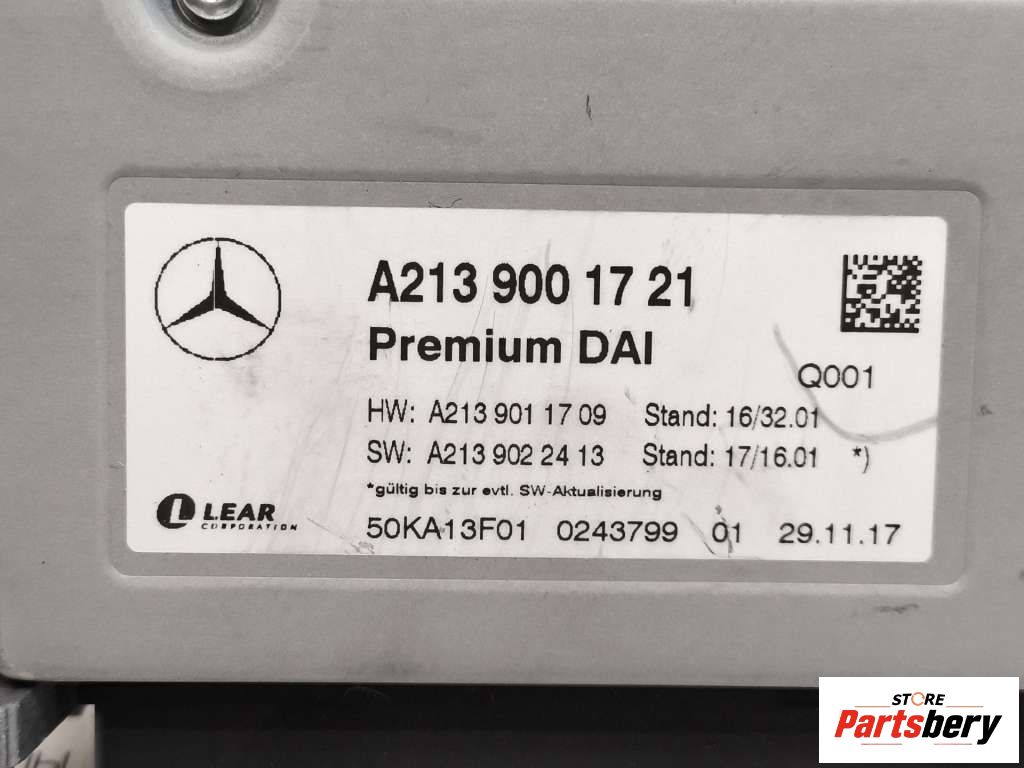 A213 900 17 21
Premium DAI
Q001
HW: A213 901 17 09 Stand: 16/32.01
SW: A213 902 24 13 Stand: 17/16.01 *)
*gültig bis zur evtl. SW-Aktualisierung
LEAR
CORPORATION
50KA13F01 0243799 01 29.11.17
STORE
Partsbery